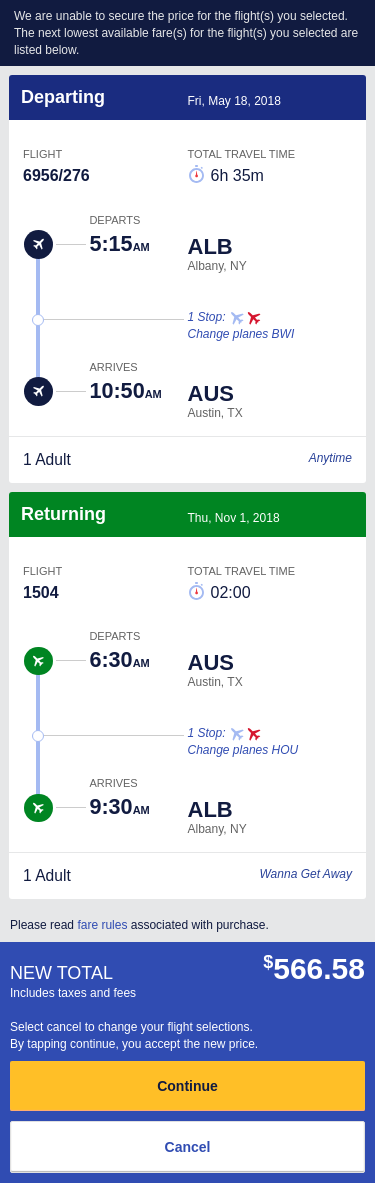 We are unable to secure the price for the flight(s) you selected.
The next lowest available fare(s) for the flight(s) you selected are
listed below.
Departing Fri, May 18, 2018
FLIGHT TOTAL TRAVEL TIME
6956/276 6h 35m
DEPARTS
5:15AM ALB
Albany, NY
1 Stop:
Change planes BWI
ARRIVES
10:50AM AUS
Austin, TX
1 Adult Anytime
Returning Thu, Nov 1, 2018
FLIGHT TOTAL TRAVEL TIME
1504 02:00
DEPARTS
6:30AM AUS
Austin, TX
1 Stop:
Change planes HOU
ARRIVES
9:30AM ALB
Albany, NY
1 Adult Wanna Get Away
Please read fare rules associated with purchase.
NEW TOTAL $566.58
Includes taxes and fees
Select cancel to change your flight selections.
By tapping continue, you accept the new price.
Continue
Cancel